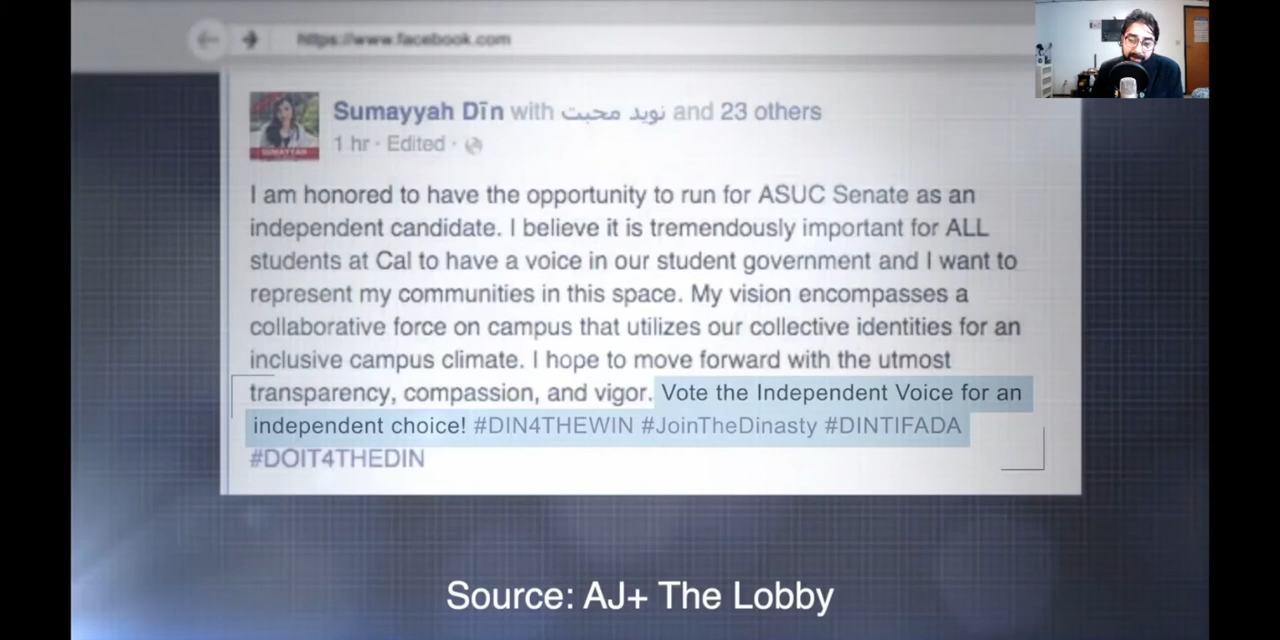 https://www.facebook.com
Sumayyah Dīn with نوید محبت and 23 others
1 hr · Edited ·
I am honored to have the opportunity to run for ASUC Senate as an
independent candidate. I believe it is tremendously important for ALL
students at Cal to have a voice in our student government and I want to
represent my communities in this space. My vision encompasses a
collaborative force on campus that utilizes our collective identities for an
inclusive campus climate. I hope to move forward with the utmost
transparency, compassion, and vigor. Vote the Independent Voice for an
independent choice! #DIN4THEWIN #JoinTheDinasty #DINTIFADA
#DOIT4THEDIN
SUMAYYAH
Source: AJ+ The Lobby